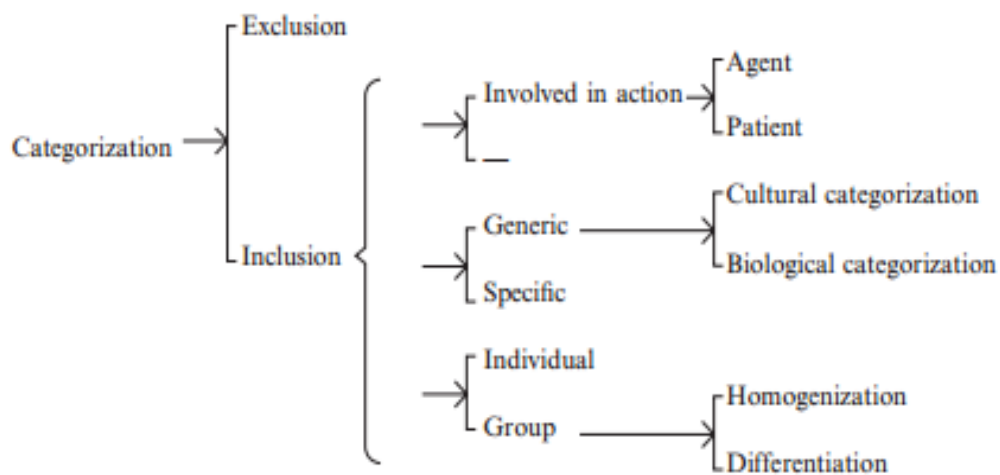 Exclusion
Agent
Involved in action
Patient
Categorization
—
Cultural categorization
Generic
Inclusion
Biological categorization
Specific
Individual
Homogenization
Group
Differentiation